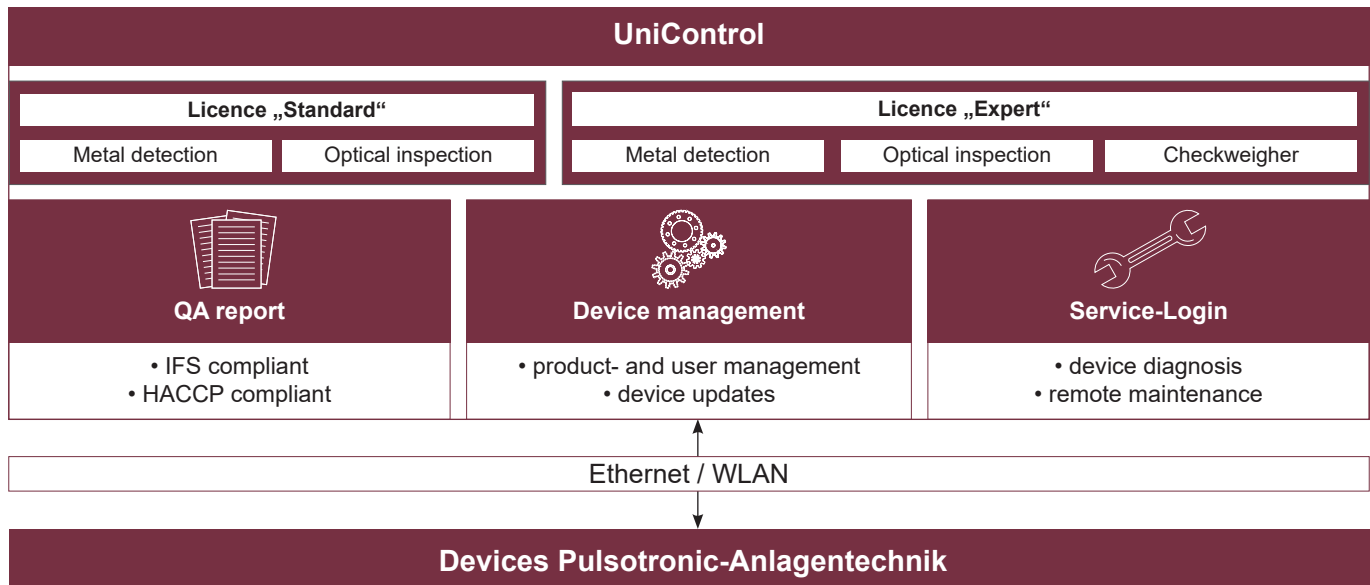 UniControl
Licence „Standard“
Metal detection
Optical inspection
Licence „Expert“
Metal detection
Optical inspection
Checkweigher
QA report
• IFS compliant
• HACCP compliant
Device management
• product- and user management
• device updates
Service-Login
• device diagnosis
• remote maintenance
Ethernet / WLAN
Devices Pulsotronic-Anlagentechnik